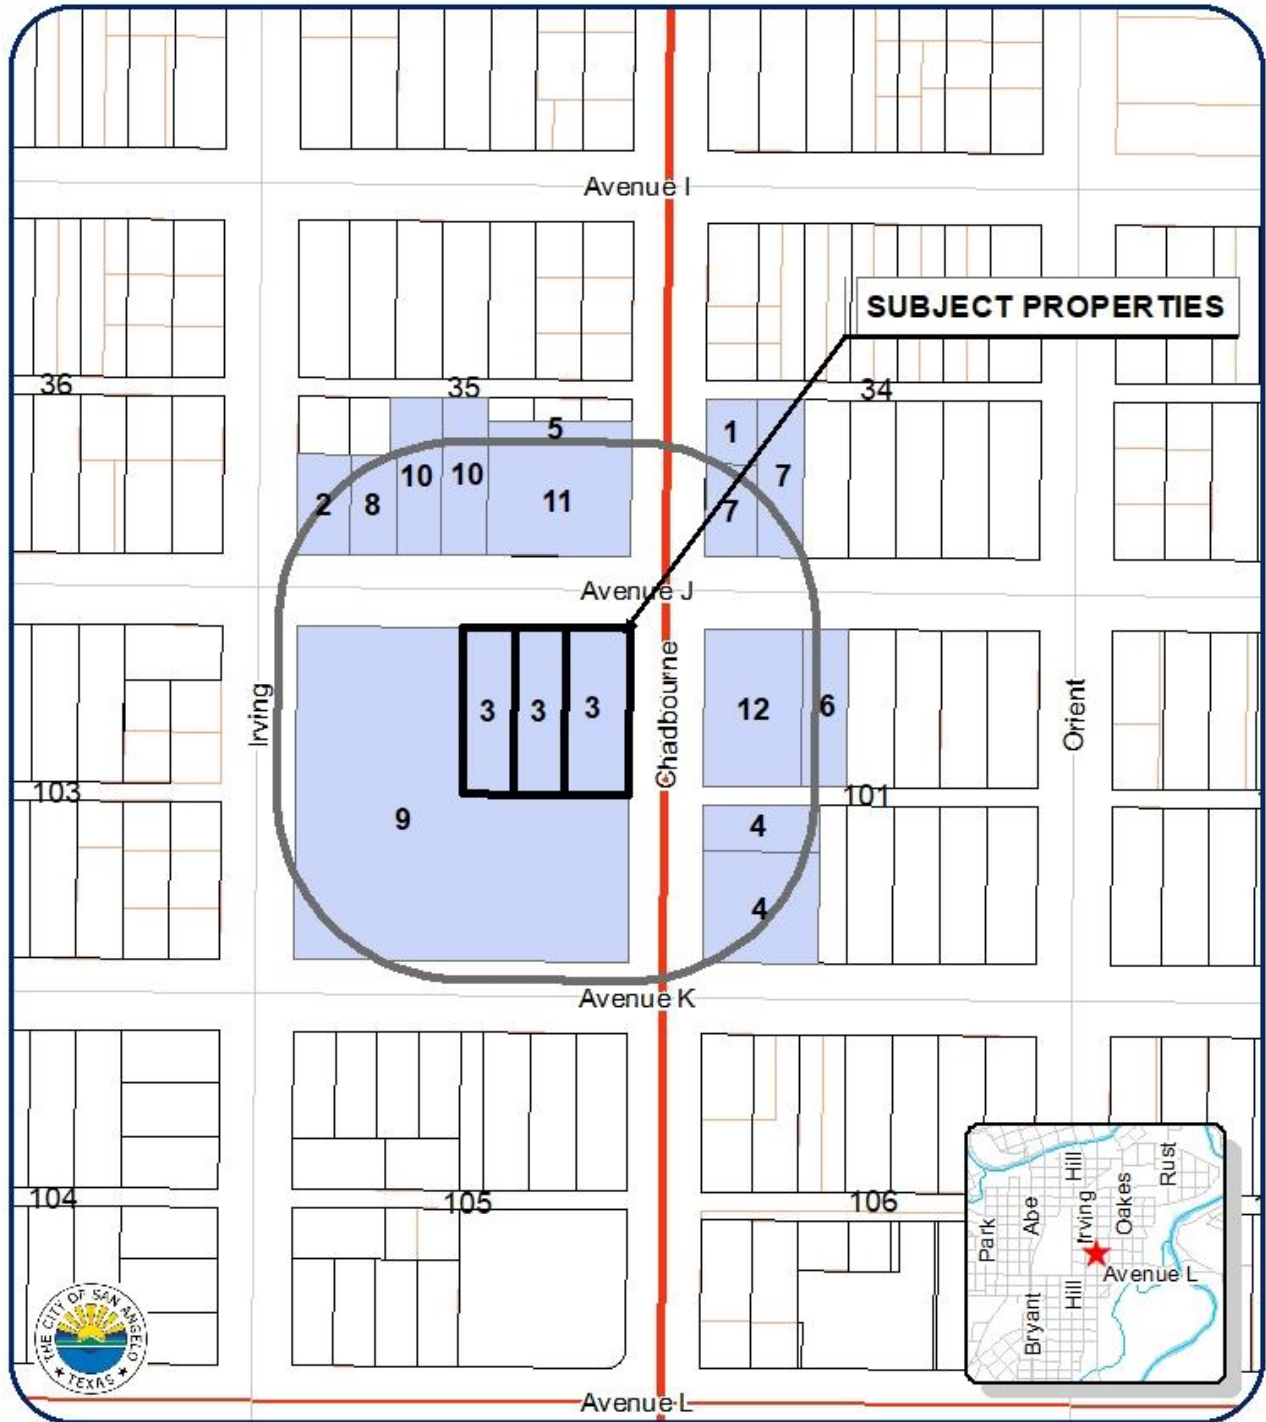 Avenue I
SUBJECT PROPERTIES
36
35
34
1
5
10
10
7
2
8
11
7
Avenue J
Irving
3
3
3
Chadbourne
12
6
Orient
103
101
9
4
4
Avenue K
104
105
106
Park
Abe
Hill
Irving
Oakes
Rust
Avenue L
Bryant
Hill
THE CITY OF SAN ANGELO
TEXAS
Avenue L